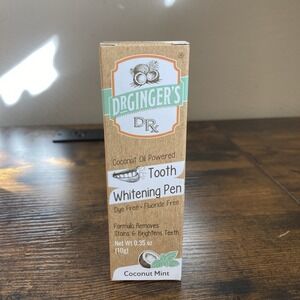 DRGINGER'S
DRx
Coconut Oil Powered
Tooth
Whitening Pen
Dye Free • Fluoride Free
Formula Removes
Stains & Brightens Teeth
Net Wt 0.35 oz
(10g)
Coconut Mint